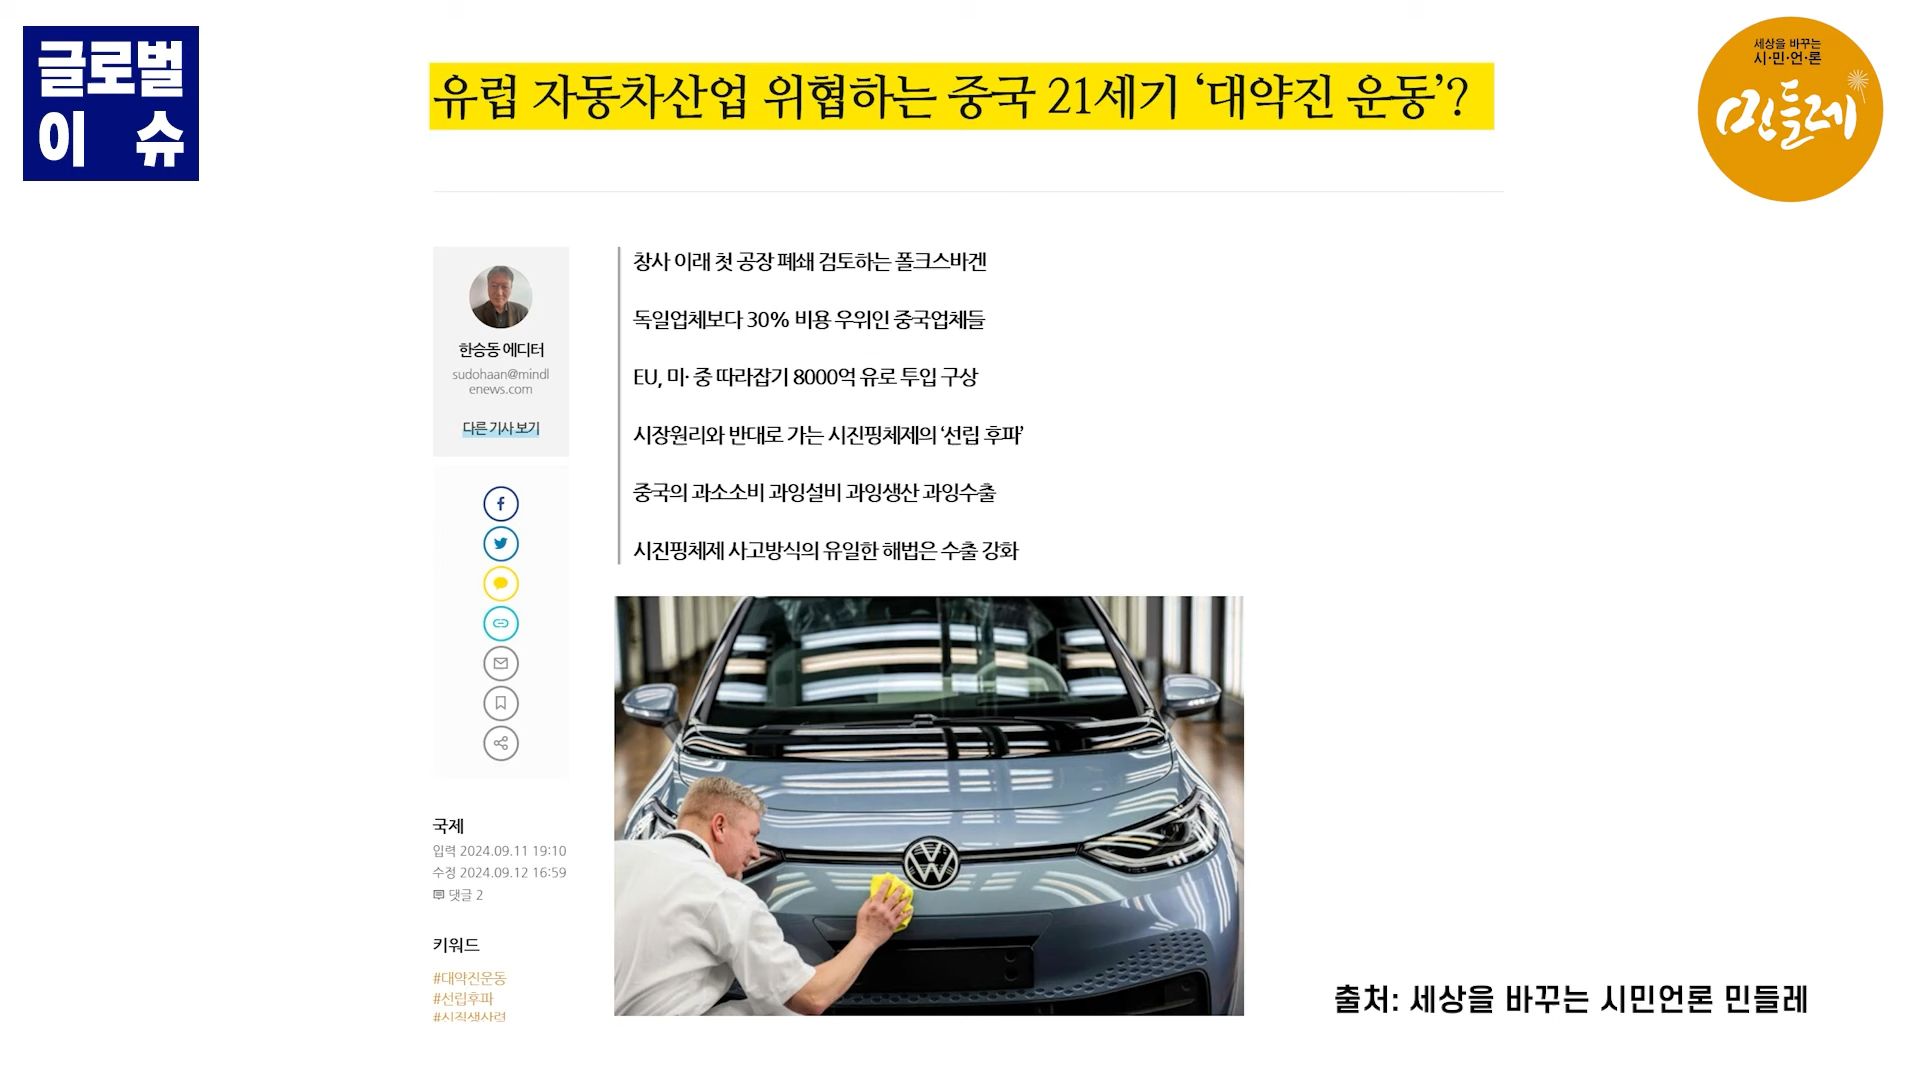 글로벌
이 슈
유럽 자동차산업 위협하는 중국 21세기 ‘대약진 운동’?
세상을 바꾸는
시·민·언·론
민들레
한승동 에디터
sudohaan@mindl
enews.com
다른 기사 보기
창사 이래 첫 공장 폐쇄 검토하는 폴크스바겐
독일업체보다 30% 비용 우위인 중국업체들
EU, 미· 중 따라잡기 8000억 유로 투입 구상
시장원리와 반대로 가는 시진핑체제의 ‘선립 후파’
중국의 과소소비 과잉설비 과잉생산 과잉수출
시진핑체제 사고방식의 유일한 해법은 수출 강화
국제
입력 2024.09.11 19:10
수정 2024.09.12 16:59
댓글 2
키워드
#대약진운동
#선립후파
#신질생산력
출처: 세상을 바꾸는 시민언론 민들레